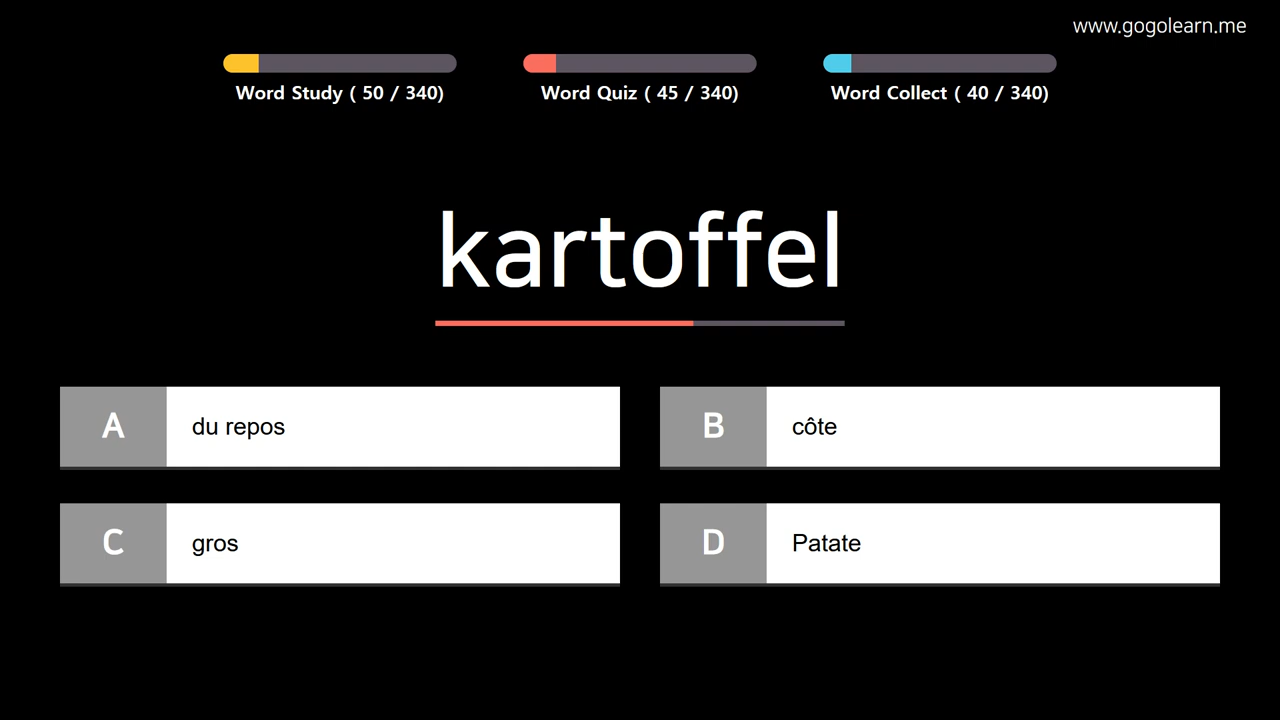 www.gogolearn.me
Word Study ( 50 / 340)
Word Quiz ( 45 / 340)
Word Collect ( 40 / 340)
kartoffel
A
du repos
B
côte
C
gros
D
Patate